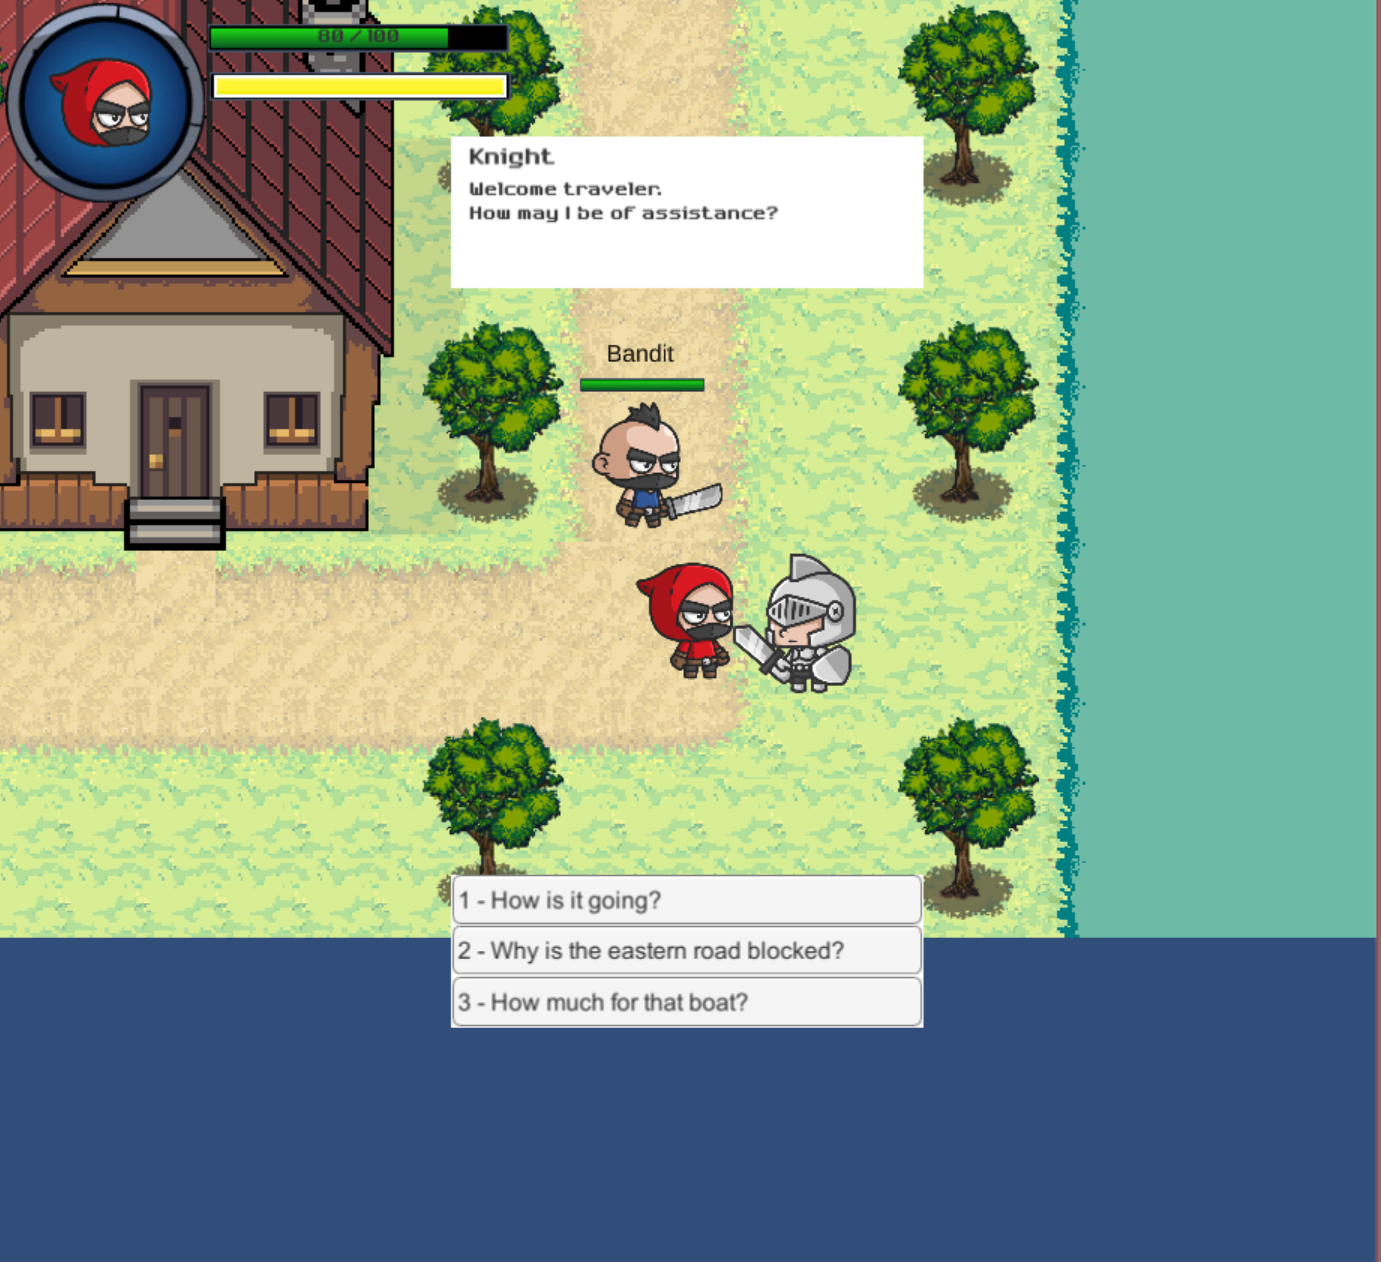 80/100
Knight
Welcome traveler.
How may I be of assistance?
Bandit
1 - How is it going?
2 - Why is the eastern road blocked?
3 - How much for that boat?